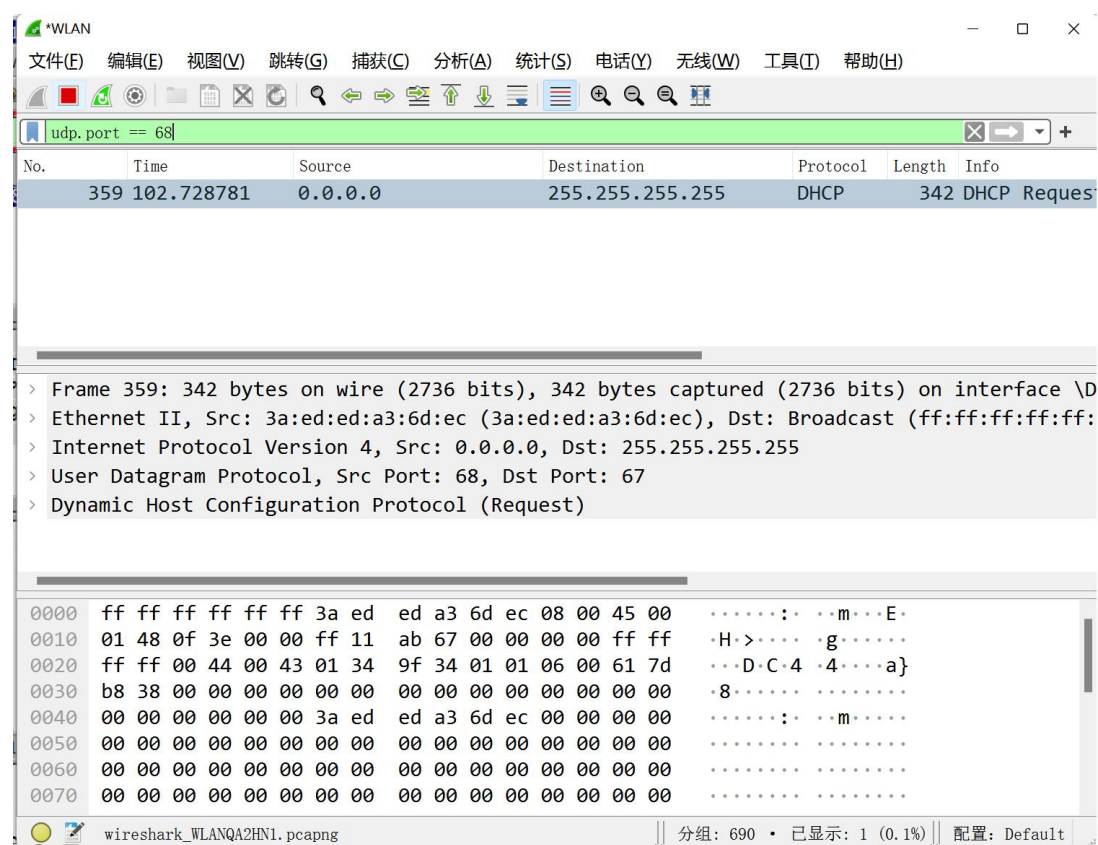 *WLAN
文件(F) 编辑(E) 视图(V) 跳转(G) 捕获(C) 分析(A) 统计(S) 电话(Y) 无线(W) 工具(T) 帮助(H)
udp.port == 68
No. Time Source Destination Protocol Length Info
359 102.728781 0.0.0.0 255.255.255.255 DHCP 342 DHCP Reques
> Frame 359: 342 bytes on wire (2736 bits), 342 bytes captured (2736 bits) on interface \D
> Ethernet II, Src: 3a:ed:ed:a3:6d:ec (3a:ed:ed:a3:6d:ec), Dst: Broadcast (ff:ff:ff:ff:ff:
> Internet Protocol Version 4, Src: 0.0.0.0, Dst: 255.255.255.255
> User Datagram Protocol, Src Port: 68, Dst Port: 67
> Dynamic Host Configuration Protocol (Request)
0000 ff ff ff ff ff ff 3a ed ed a3 6d ec 08 00 45 00 ······:· ··m···E·
0010 01 48 0f 3e 00 00 ff 11 ab 67 00 00 00 00 ff ff ·H·>···· ·g······
0020 ff ff 00 44 00 43 01 34 9f 34 01 01 06 00 61 7d ···D·C·4 ·4····a}
0030 b8 38 00 00 00 00 00 00 00 00 00 00 00 00 00 00 ·8······ ········
0040 00 00 00 00 00 00 3a ed ed a3 6d ec 00 00 00 00 ······:· ··m·····
0050 00 00 00 00 00 00 00 00 00 00 00 00 00 00 00 00 ········ ········
0060 00 00 00 00 00 00 00 00 00 00 00 00 00 00 00 00 ········ ········
0070 00 00 00 00 00 00 00 00 00 00 00 00 00 00 00 00 ········ ········
wireshark_WLANQA2HN1.pcapng 分组: 690 · 已显示: 1 (0.1%) 配置: Default